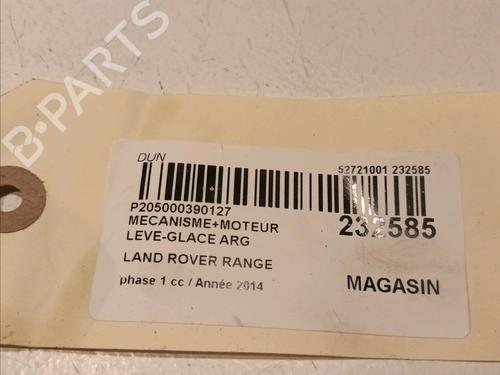 B-PARTS
DUN
52721001 232585
P205000390127
MECANISME+MOTEUR
232585
LEVE-GLACE ARG
LAND ROVER RANGE
phase 1 cc / Année 2014
MAGASIN